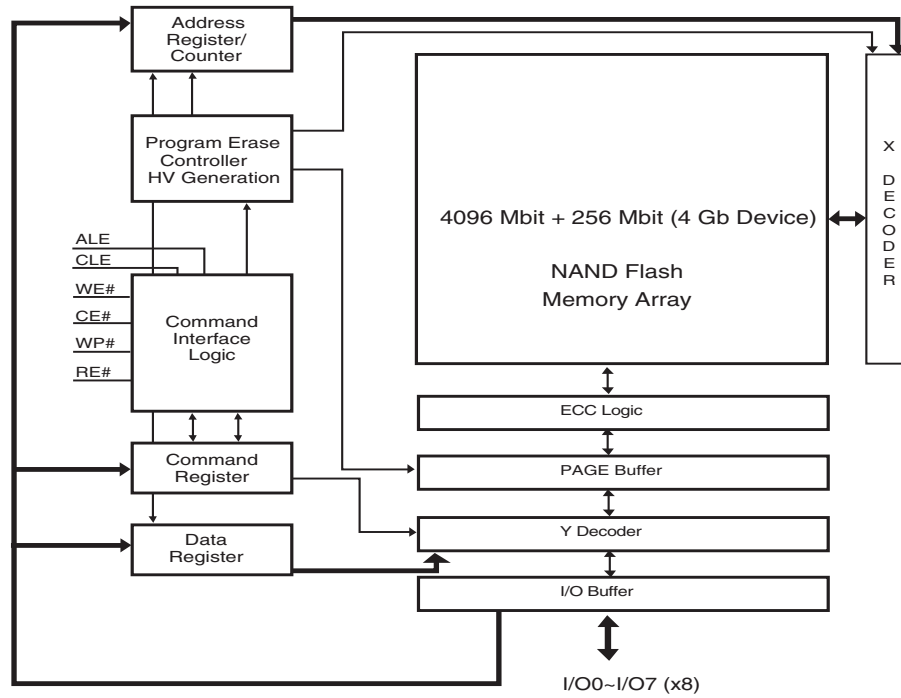 Address
Register/
Counter
Program Erase
Controller
HV Generation
ALE
CLE
WE#
CE#
WP#
RE#
Command
Interface
Logic
Command
Register
Data
Register
4096 Mbit + 256 Mbit (4 Gb Device)
NAND Flash
Memory Array
X
DECODER
ECC Logic
PAGE Buffer
Y Decoder
I/O Buffer
I/O0~I/O7 (x8)